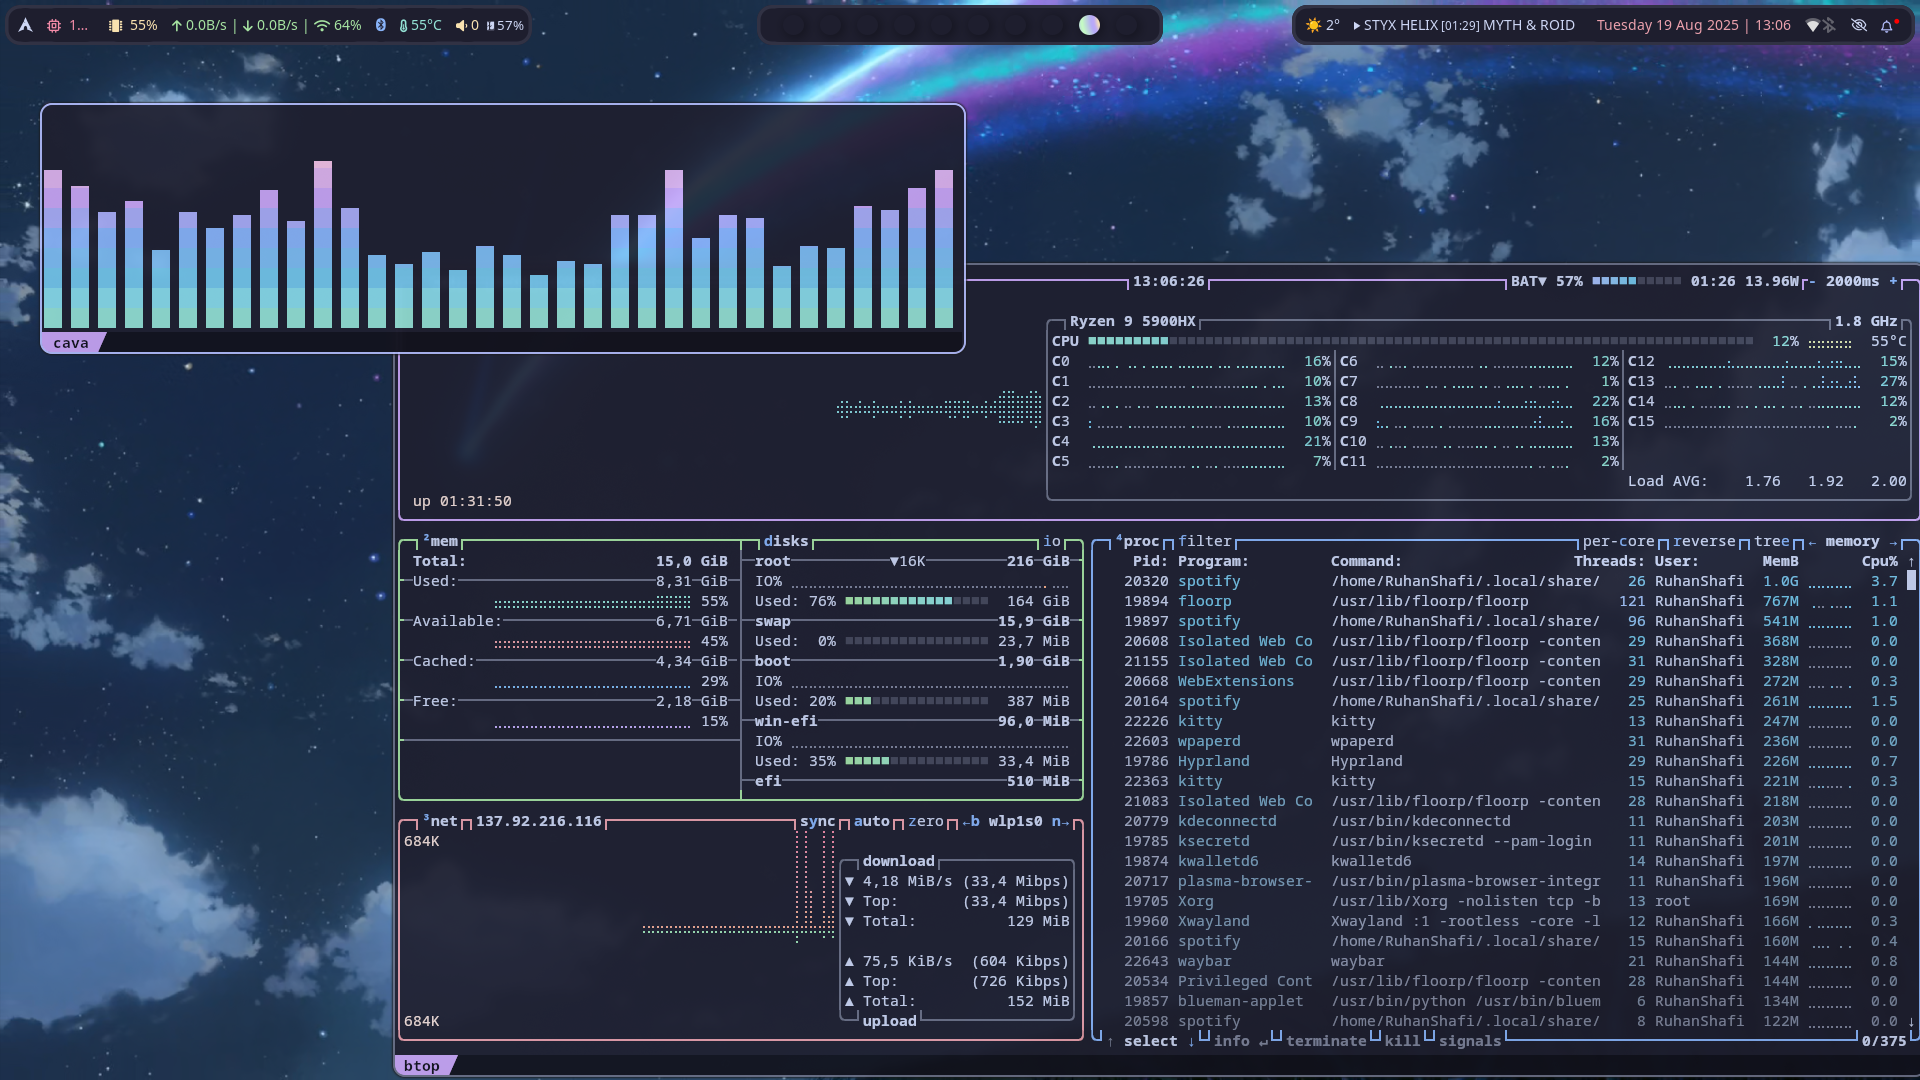 1... 55% 0.0B/s | 0.0B/s | 64% 55°C 0 57%
2° STYX HELIX [01:29] MYTH & ROID Tuesday 19 Aug 2025 | 13:06
cava
13:06:26 BAT▼ 57% 01:26 13.96W - 2000ms +
Ryzen 9 5900HX 1.8 GHz
CPU 12% 55°C
C0 16% C6 12% C12 15%
C1 10% C7 1% C13 27%
C2 13% C8 22% C14 12%
C3 10% C9 16% C15 2%
C4 21% C10 13%
C5 7% C11 2%
Load AVG: 1.76 1.92 2.00
up 01:31:50
²mem
Total: 15,0 GiB
Used: 8,31 GiB
55%
Available: 6,71 GiB
45%
Cached: 4,34 GiB
29%
Free: 2,18 GiB
15%
disks io
root ▼16K 216 GiB
IO%
Used: 76% 164 GiB
swap 15,9 GiB
Used: 0% 23,7 MiB
boot 1,90 GiB
IO%
Used: 20% 387 MiB
win-efi 96,0 MiB
IO%
Used: 35% 33,4 MiB
efi 510 MiB
³net 137.92.216.116 sync auto zero ←b wlp1s0 n→
684K
download
▼ 4,18 MiB/s (33,4 Mibps)
▼ Top: (33,4 Mibps)
▼ Total: 129 MiB
▲ 75,5 KiB/s (604 Kibps)
▲ Top: (726 Kibps)
▲ Total: 152 MiB
upload
684K
⁴proc filter per-core reverse tree ← memory →
Pid: Program: Command: Threads: User: MemB Cpu% ↑
20320 spotify /home/RuhanShafi/.local/share/ 26 RuhanShafi 1.0G 3.7
19894 floorp /usr/lib/floorp/floorp 121 RuhanShafi 767M 1.1
19897 spotify /home/RuhanShafi/.local/share/ 96 RuhanShafi 541M 1.0
20608 Isolated Web Co /usr/lib/floorp/floorp -conten 29 RuhanShafi 368M 0.0
21155 Isolated Web Co /usr/lib/floorp/floorp -conten 31 RuhanShafi 328M 0.0
20668 WebExtensions /usr/lib/floorp/floorp -conten 29 RuhanShafi 272M 0.3
20164 spotify /home/RuhanShafi/.local/share/ 25 RuhanShafi 261M 1.5
22226 kitty kitty 13 RuhanShafi 247M 0.0
22603 wpaperd wpaperd 31 RuhanShafi 236M 0.0
19786 Hyprland Hyprland 29 RuhanShafi 226M 0.7
22363 kitty kitty 15 RuhanShafi 221M 0.3
21083 Isolated Web Co /usr/lib/floorp/floorp -conten 28 RuhanShafi 218M 0.0
20779 kdeconnectd /usr/bin/kdeconnectd 11 RuhanShafi 203M 0.0
19785 ksecretd /usr/bin/ksecretd --pam-login 11 RuhanShafi 201M 0.0
19874 kwalletd6 kwalletd6 14 RuhanShafi 197M 0.0
20717 plasma-browser- /usr/bin/plasma-browser-integr 11 RuhanShafi 196M 0.0
19705 Xorg /usr/lib/Xorg -nolisten tcp -b 13 root 169M 0.0
19960 Xwayland Xwayland :1 -rootless -core -l 12 RuhanShafi 166M 0.3
20166 spotify /home/RuhanShafi/.local/share/ 15 RuhanShafi 160M 0.4
22643 waybar waybar 21 RuhanShafi 144M 0.8
20534 Privileged Cont /usr/lib/floorp/floorp -conten 28 RuhanShafi 144M 0.0
19857 blueman-applet /usr/bin/python /usr/bin/bluem 6 RuhanShafi 134M 0.0
20598 spotify /home/RuhanShafi/.local/share/ 8 RuhanShafi 122M 0.0 ↓
↑ select ↓ info ↵ terminate kill signals 0/375
btop